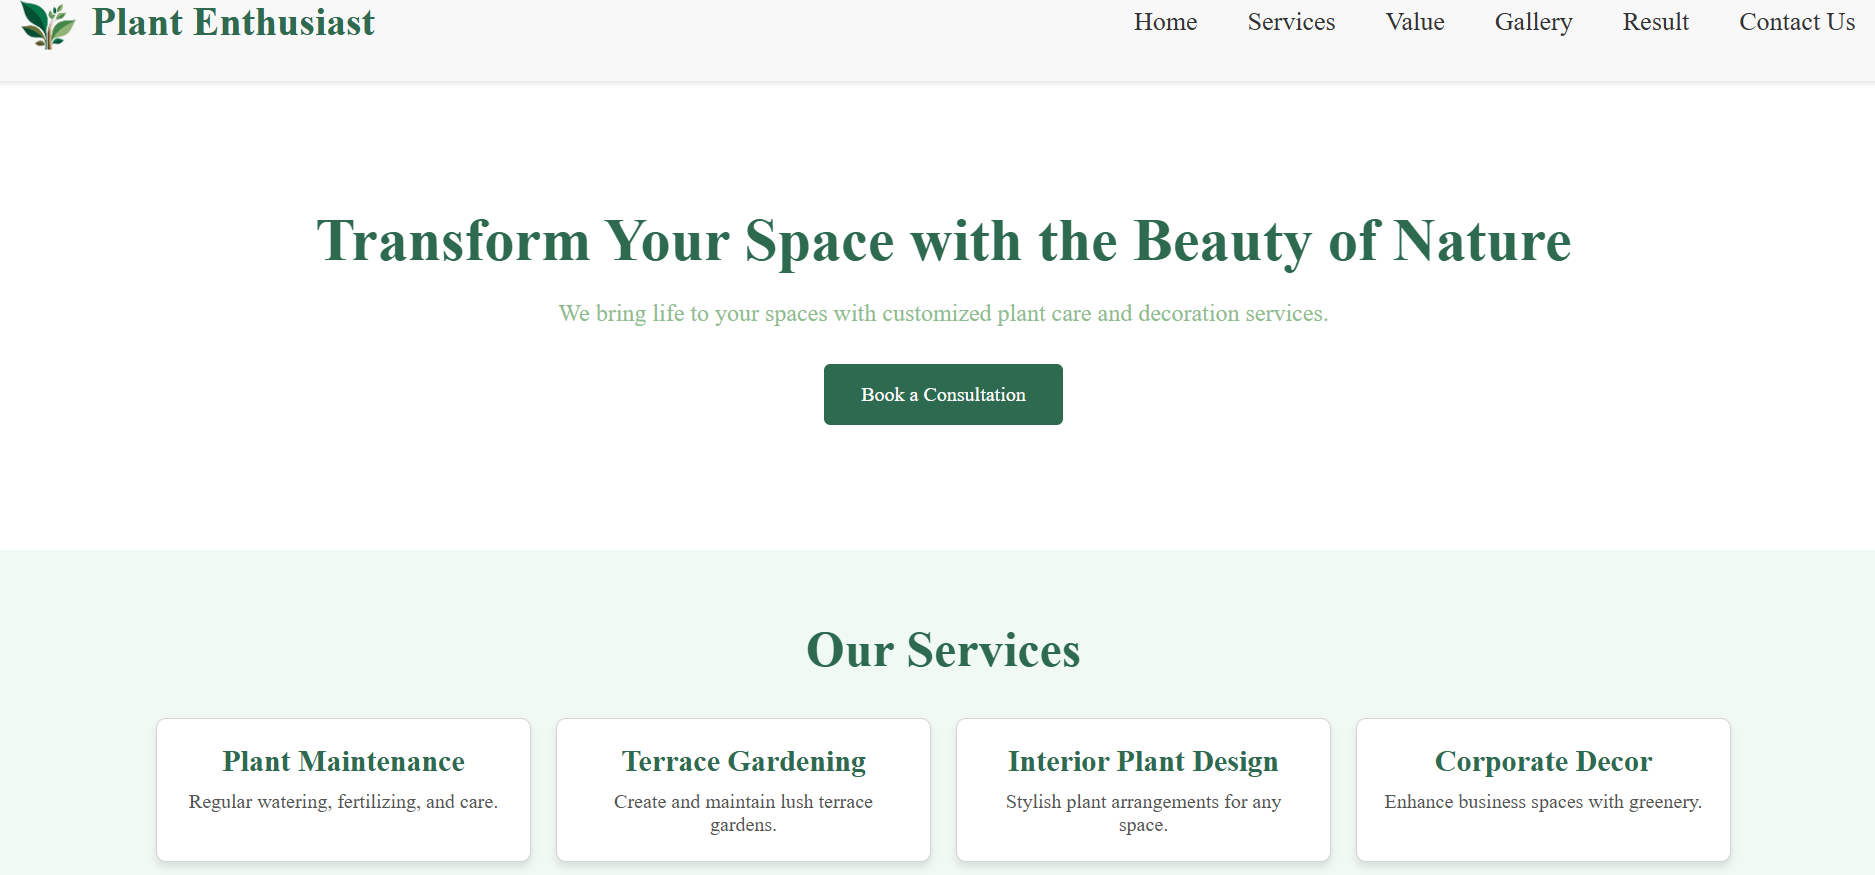 Plant Enthusiast
Home Services Value Gallery Result Contact Us
Transform Your Space with the Beauty of Nature
We bring life to your spaces with customized plant care and decoration services.
Book a Consultation
Our Services
Plant Maintenance
Regular watering, fertilizing, and care.
Terrace Gardening
Create and maintain lush terrace
gardens.
Interior Plant Design
Stylish plant arrangements for any
space.
Corporate Decor
Enhance business spaces with greenery.